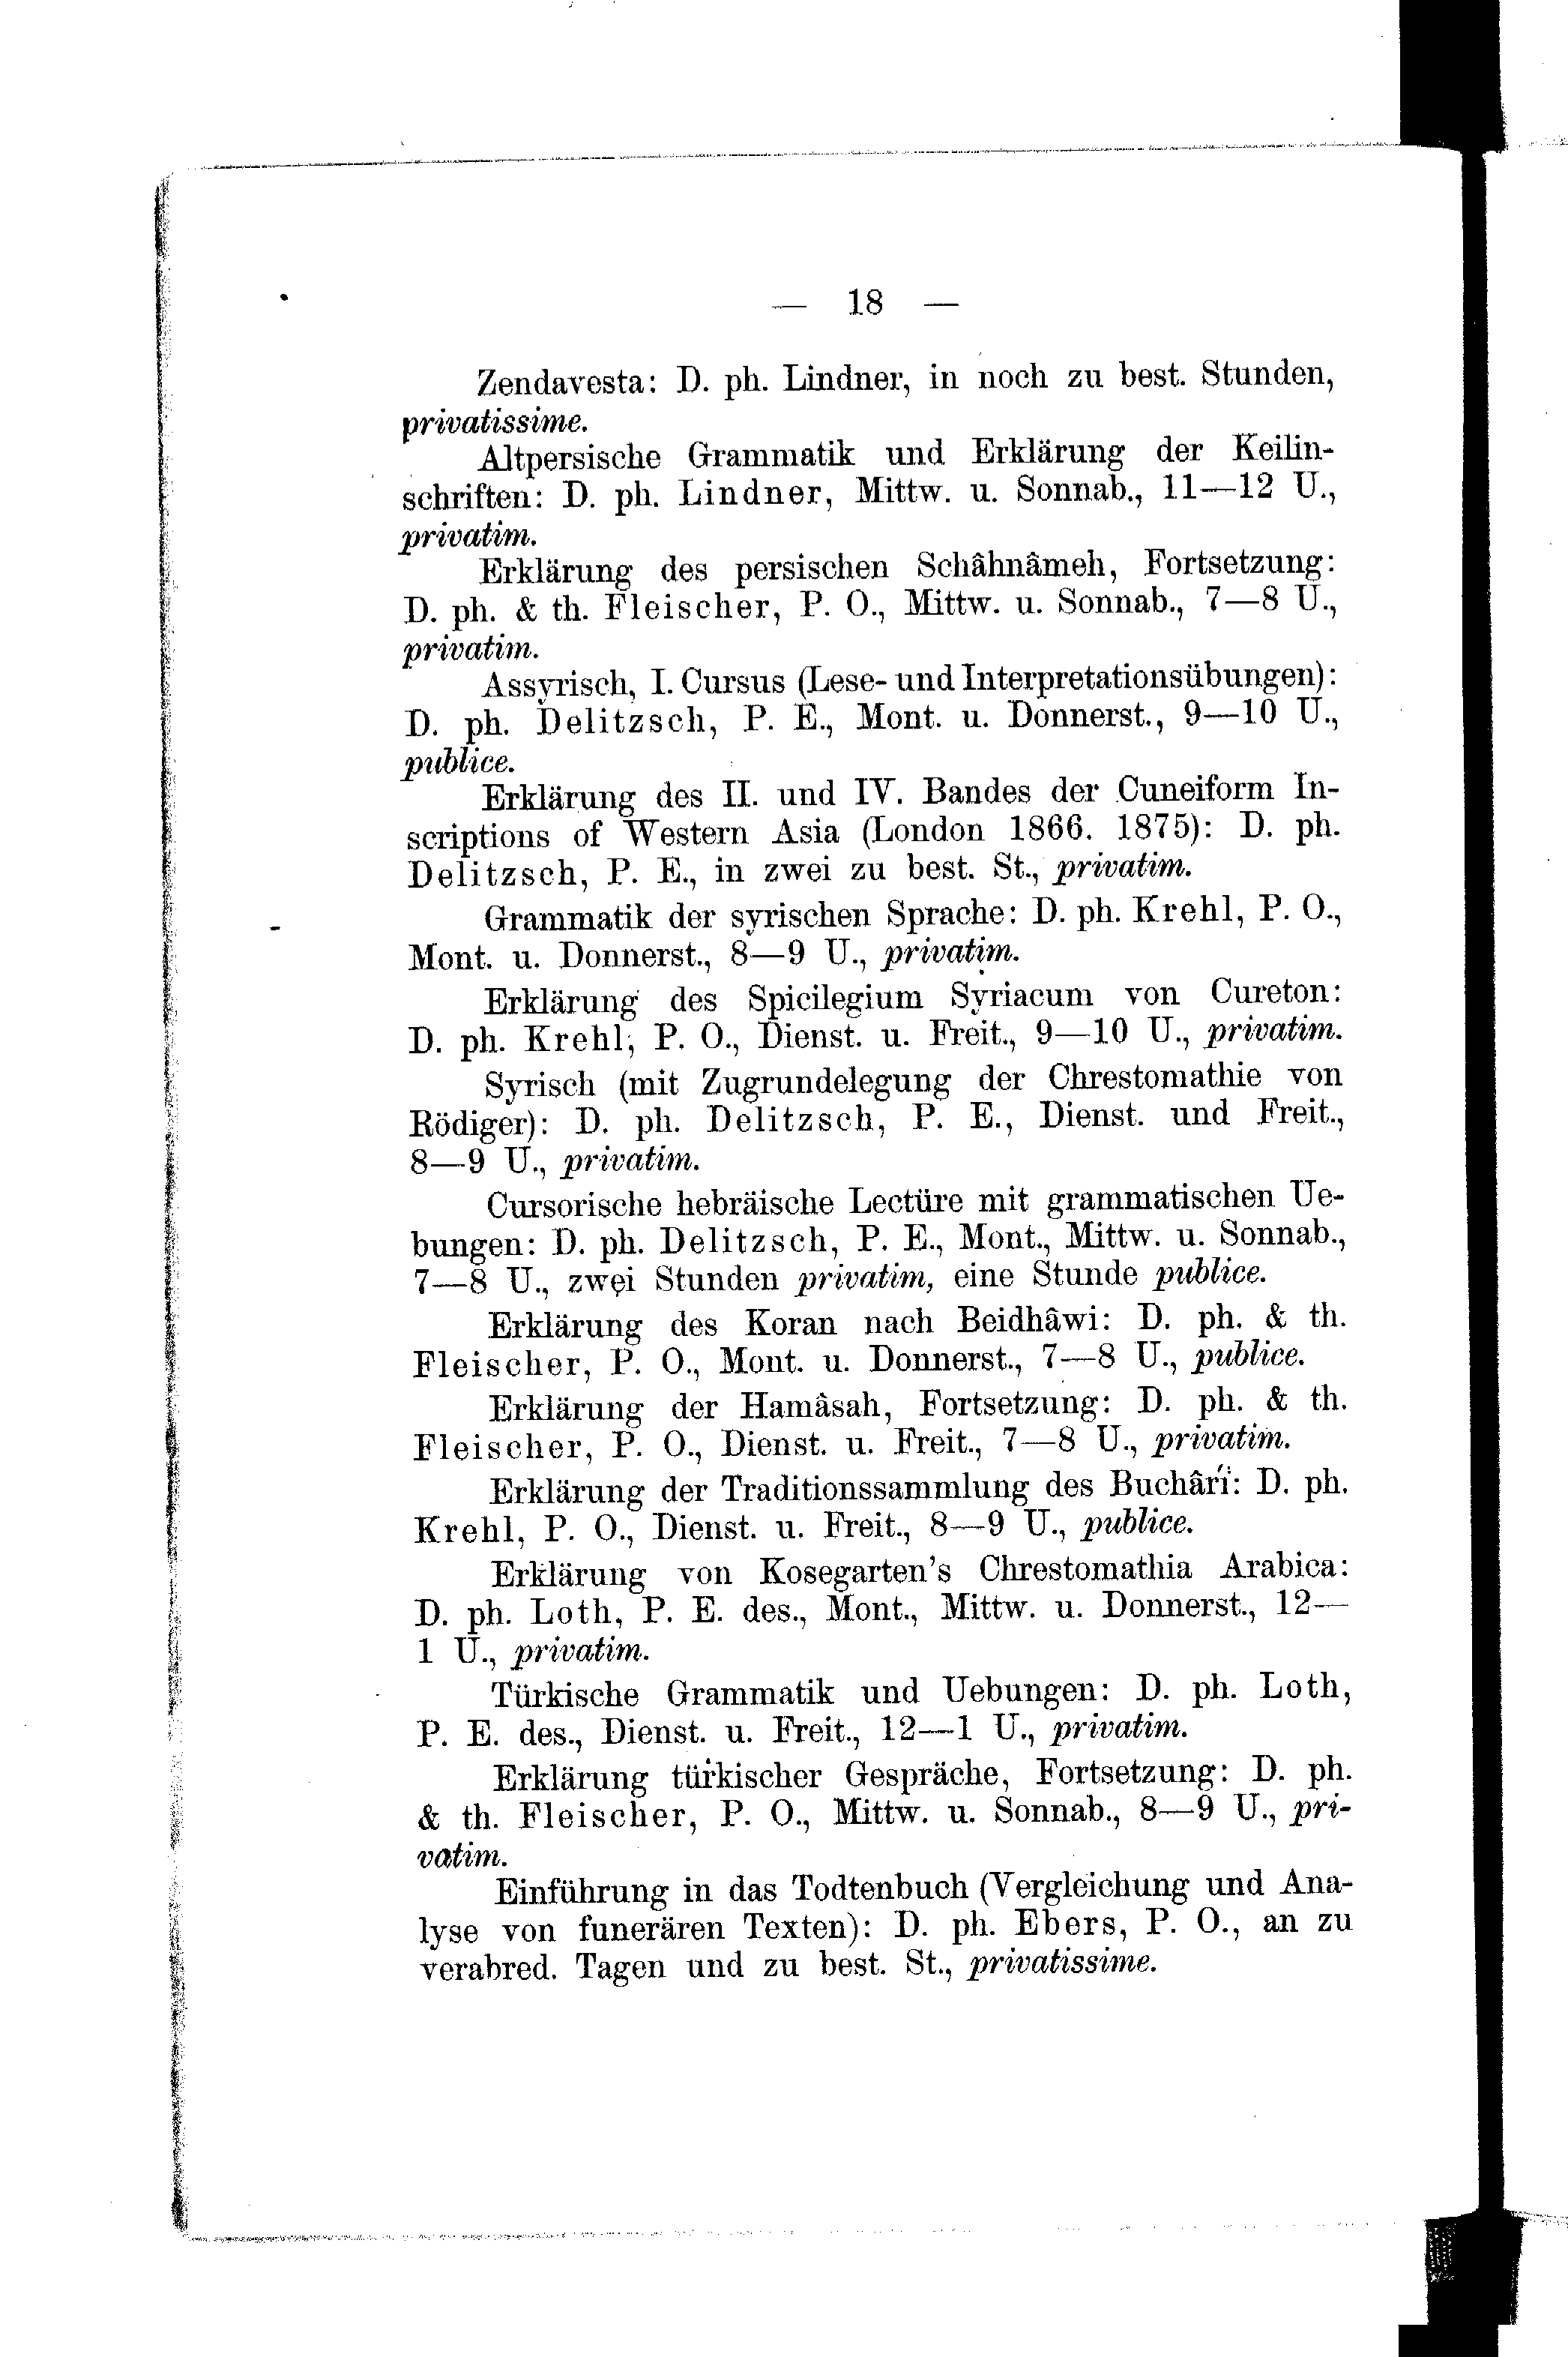 — 18 —
Zendavesta: D. ph. Lindner, in noch zu best. Stunden,
privatissime.
Altpersische Grammatik und Erklärung der Keilin-
schriften: D. ph. Lindner, Mittw. u. Sonnab., 11—12 U.,
privatim.
Erklärung des persischen Schâhnâmeh, Fortsetzung:
D. ph. & th. Fleischer, P. O., Mittw. u. Sonnab., 7—8 U.,
privatim.
Assyrisch, I. Cursus (Lese- und Interpretationsübungen):
D. ph. Delitzsch, P. E., Mont. u. Donnerst., 9—10 U.,
publice.
Erklärung des II. und IV. Bandes der Cuneiform In-
scriptions of Western Asia (London 1866. 1875): D. ph.
Delitzsch, P. E., in zwei zu best. St., privatim.
Grammatik der syrischen Sprache: D. ph. Krehl, P. O.,
Mont. u. Donnerst., 8—9 U., privatim.
Erklärung des Spicilegium Syriacum von Cureton:
D. ph. Krehl, P. O., Dienst. u. Freit., 9—10 U., privatim.
Syrisch (mit Zugrundelegung der Chrestomathie von
Rödiger): D. ph. Delitzsch, P. E., Dienst. und Freit.,
8—9 U., privatim.
Cursorische hebräische Lectüre mit grammatischen Ue-
bungen: D. ph. Delitzsch, P. E., Mont., Mittw. u. Sonnab.,
7—8 U., zwei Stunden privatim, eine Stunde publice.
Erklärung des Koran nach Beidhâwi: D. ph. & th.
Fleischer, P. O., Mont. u. Donnerst., 7—8 U., publice.
Erklärung der Hamâsah, Fortsetzung: D. ph. & th.
Fleischer, P. O., Dienst. u. Freit., 7—8 U., privatim.
Erklärung der Traditionssammlung des Buchârî: D. ph.
Krehl, P. O., Dienst. u. Freit., 8—9 U., publice.
Erklärung von Kosegarten's Chrestomathia Arabica:
D. ph. Loth, P. E. des., Mont., Mittw. u. Donnerst., 12—
1 U., privatim.
Türkische Grammatik und Uebungen: D. ph. Loth,
P. E. des., Dienst. u. Freit., 12—1 U., privatim.
Erklärung türkischer Gespräche, Fortsetzung: D. ph.
& th. Fleischer, P. O., Mittw. u. Sonnab., 8—9 U., pri-
vatim.
Einführung in das Todtenbuch (Vergleichung und Ana-
lyse von funerären Texten): D. ph. Ebers, P. O., an zu
verabred. Tagen und zu best. St., privatissime.